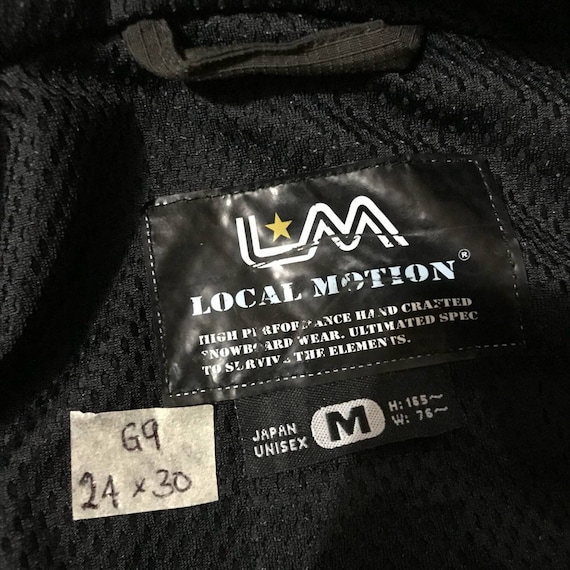 LM
LOCAL MOTION®
HIGH PERFORMANCE HAND CRAFTED
SNOWBOARD WEAR. ULTIMATED SPEC
TO SURVIVE THE ELEMENTS.
JAPAN
UNISEX
M
H: 165~
W: 76~
G9
24 x 30